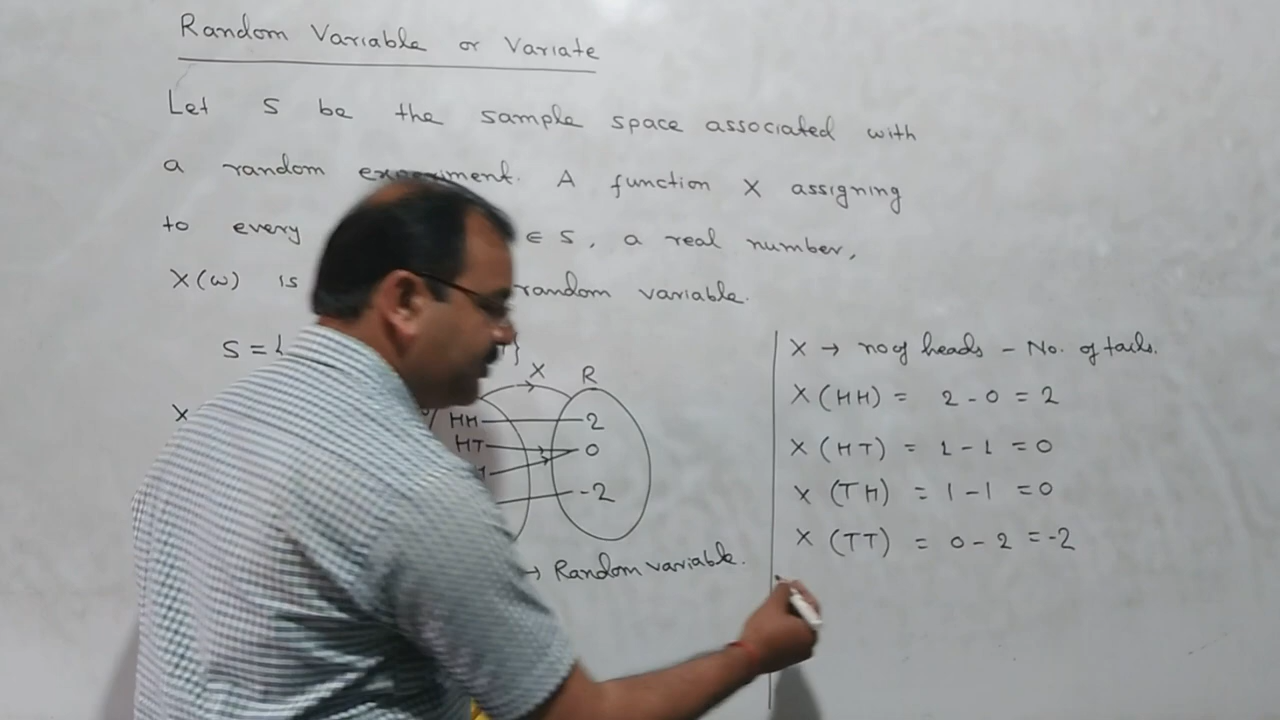 Random Variable or Variate
Let S be the sample space associated with
a random experiment. A function X assigning
to every ∈ S, a real number,
X(ω) is random variable.
S = {
T}
X
X
R
HH
2
HT
0
-2
→ Random variable.
X → no of heads - No. of tails.
X (HH) = 2 - 0 = 2
X (HT) = 1 - 1 = 0
X (TH) = 1 - 1 = 0
X (TT) = 0 - 2 = -2